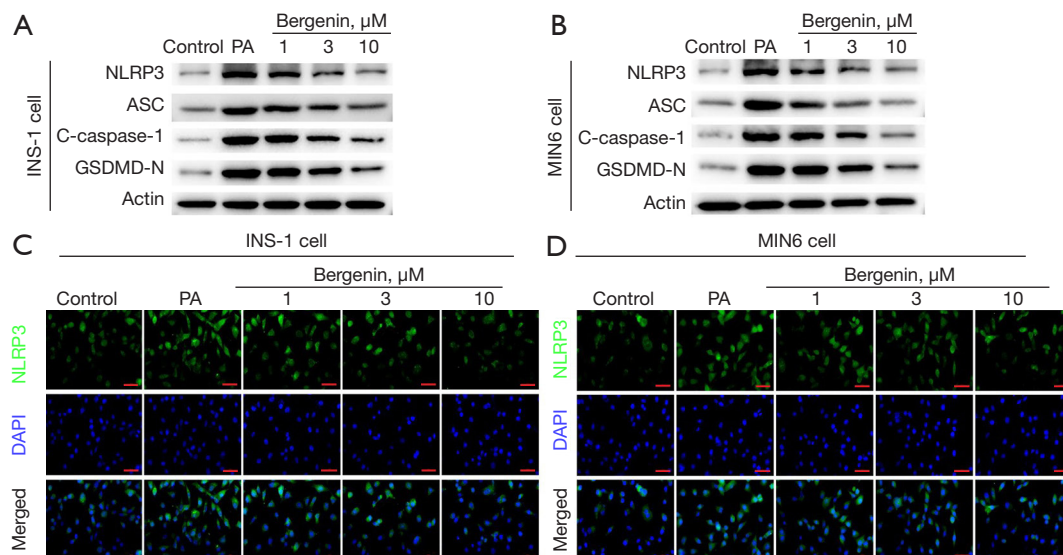 A
Bergenin, μM
Control PA 1 3 10
NLRP3
ASC
C-caspase-1
GSDMD-N
Actin
INS-1 cell
B
Bergenin, μM
Control PA 1 3 10
NLRP3
ASC
C-caspase-1
GSDMD-N
Actin
MIN6 cell
C
INS-1 cell
Bergenin, μM
Control PA 1 3 10
NLRP3
DAPI
Merged
D
MIN6 cell
Bergenin, μM
Control PA 1 3 10
NLRP3
DAPI
Merged